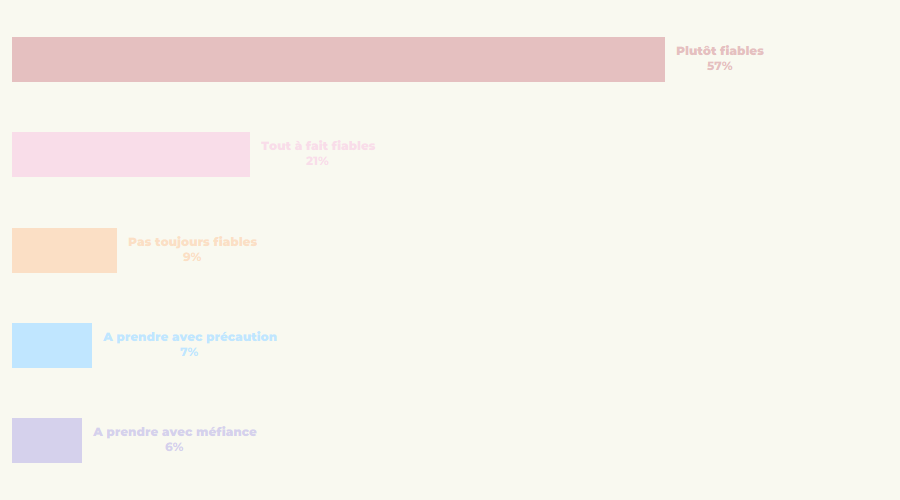 Plutôt fiables
57%
Tout à fait fiables
21%
Pas toujours fiables
9%
A prendre avec précaution
7%
A prendre avec méfiance
6%